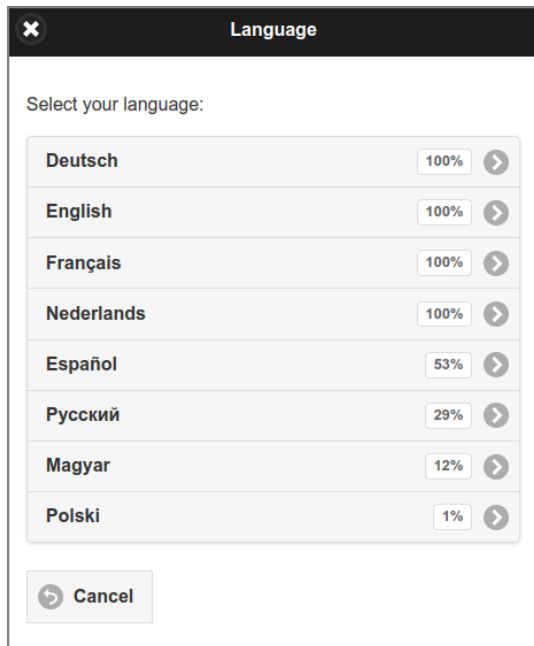 Language
Select your language:
Deutsch 100%
English 100%
Français 100%
Nederlands 100%
Español 53%
Русский 29%
Magyar 12%
Polski 1%
Cancel